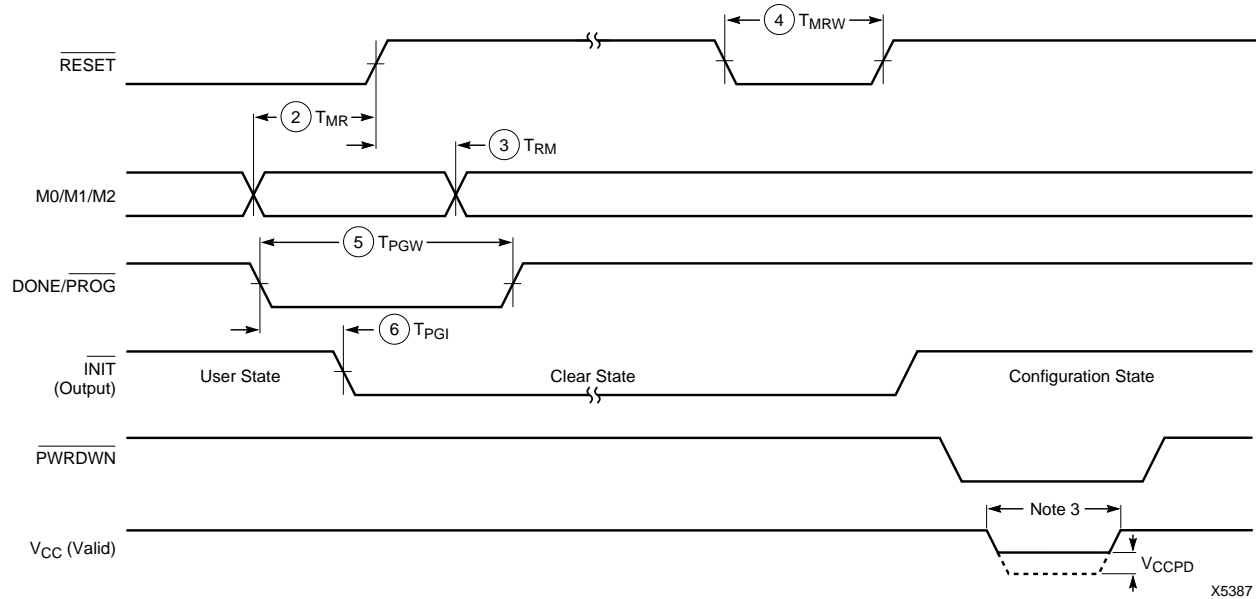 4 TMRW
RESET
2 TMR
3 TRM
M0/M1/M2
5 TPGW
DONE/PROG
6 TPGI
INIT
(Output)
User State
Clear State
Configuration State
PWRDWN
Note 3
VCC (Valid)
VCCPD
X5387